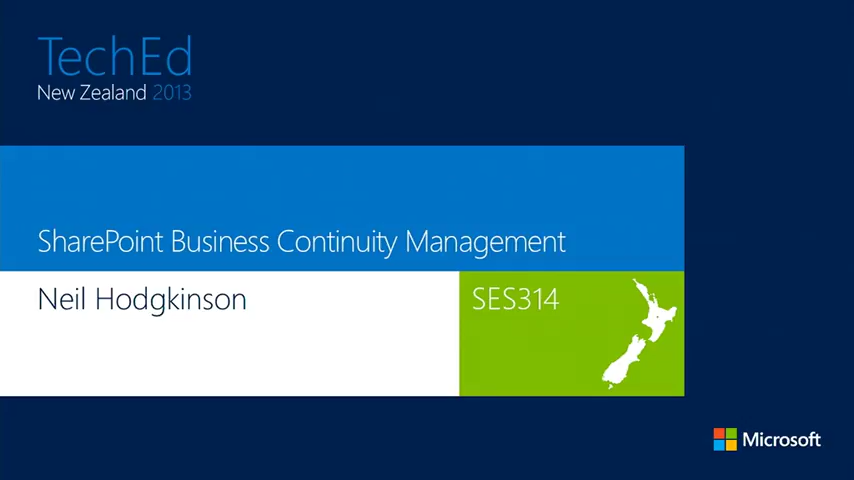 TechEd
New Zealand 2013
SharePoint Business Continuity Management
Neil Hodgkinson
SES314
Microsoft